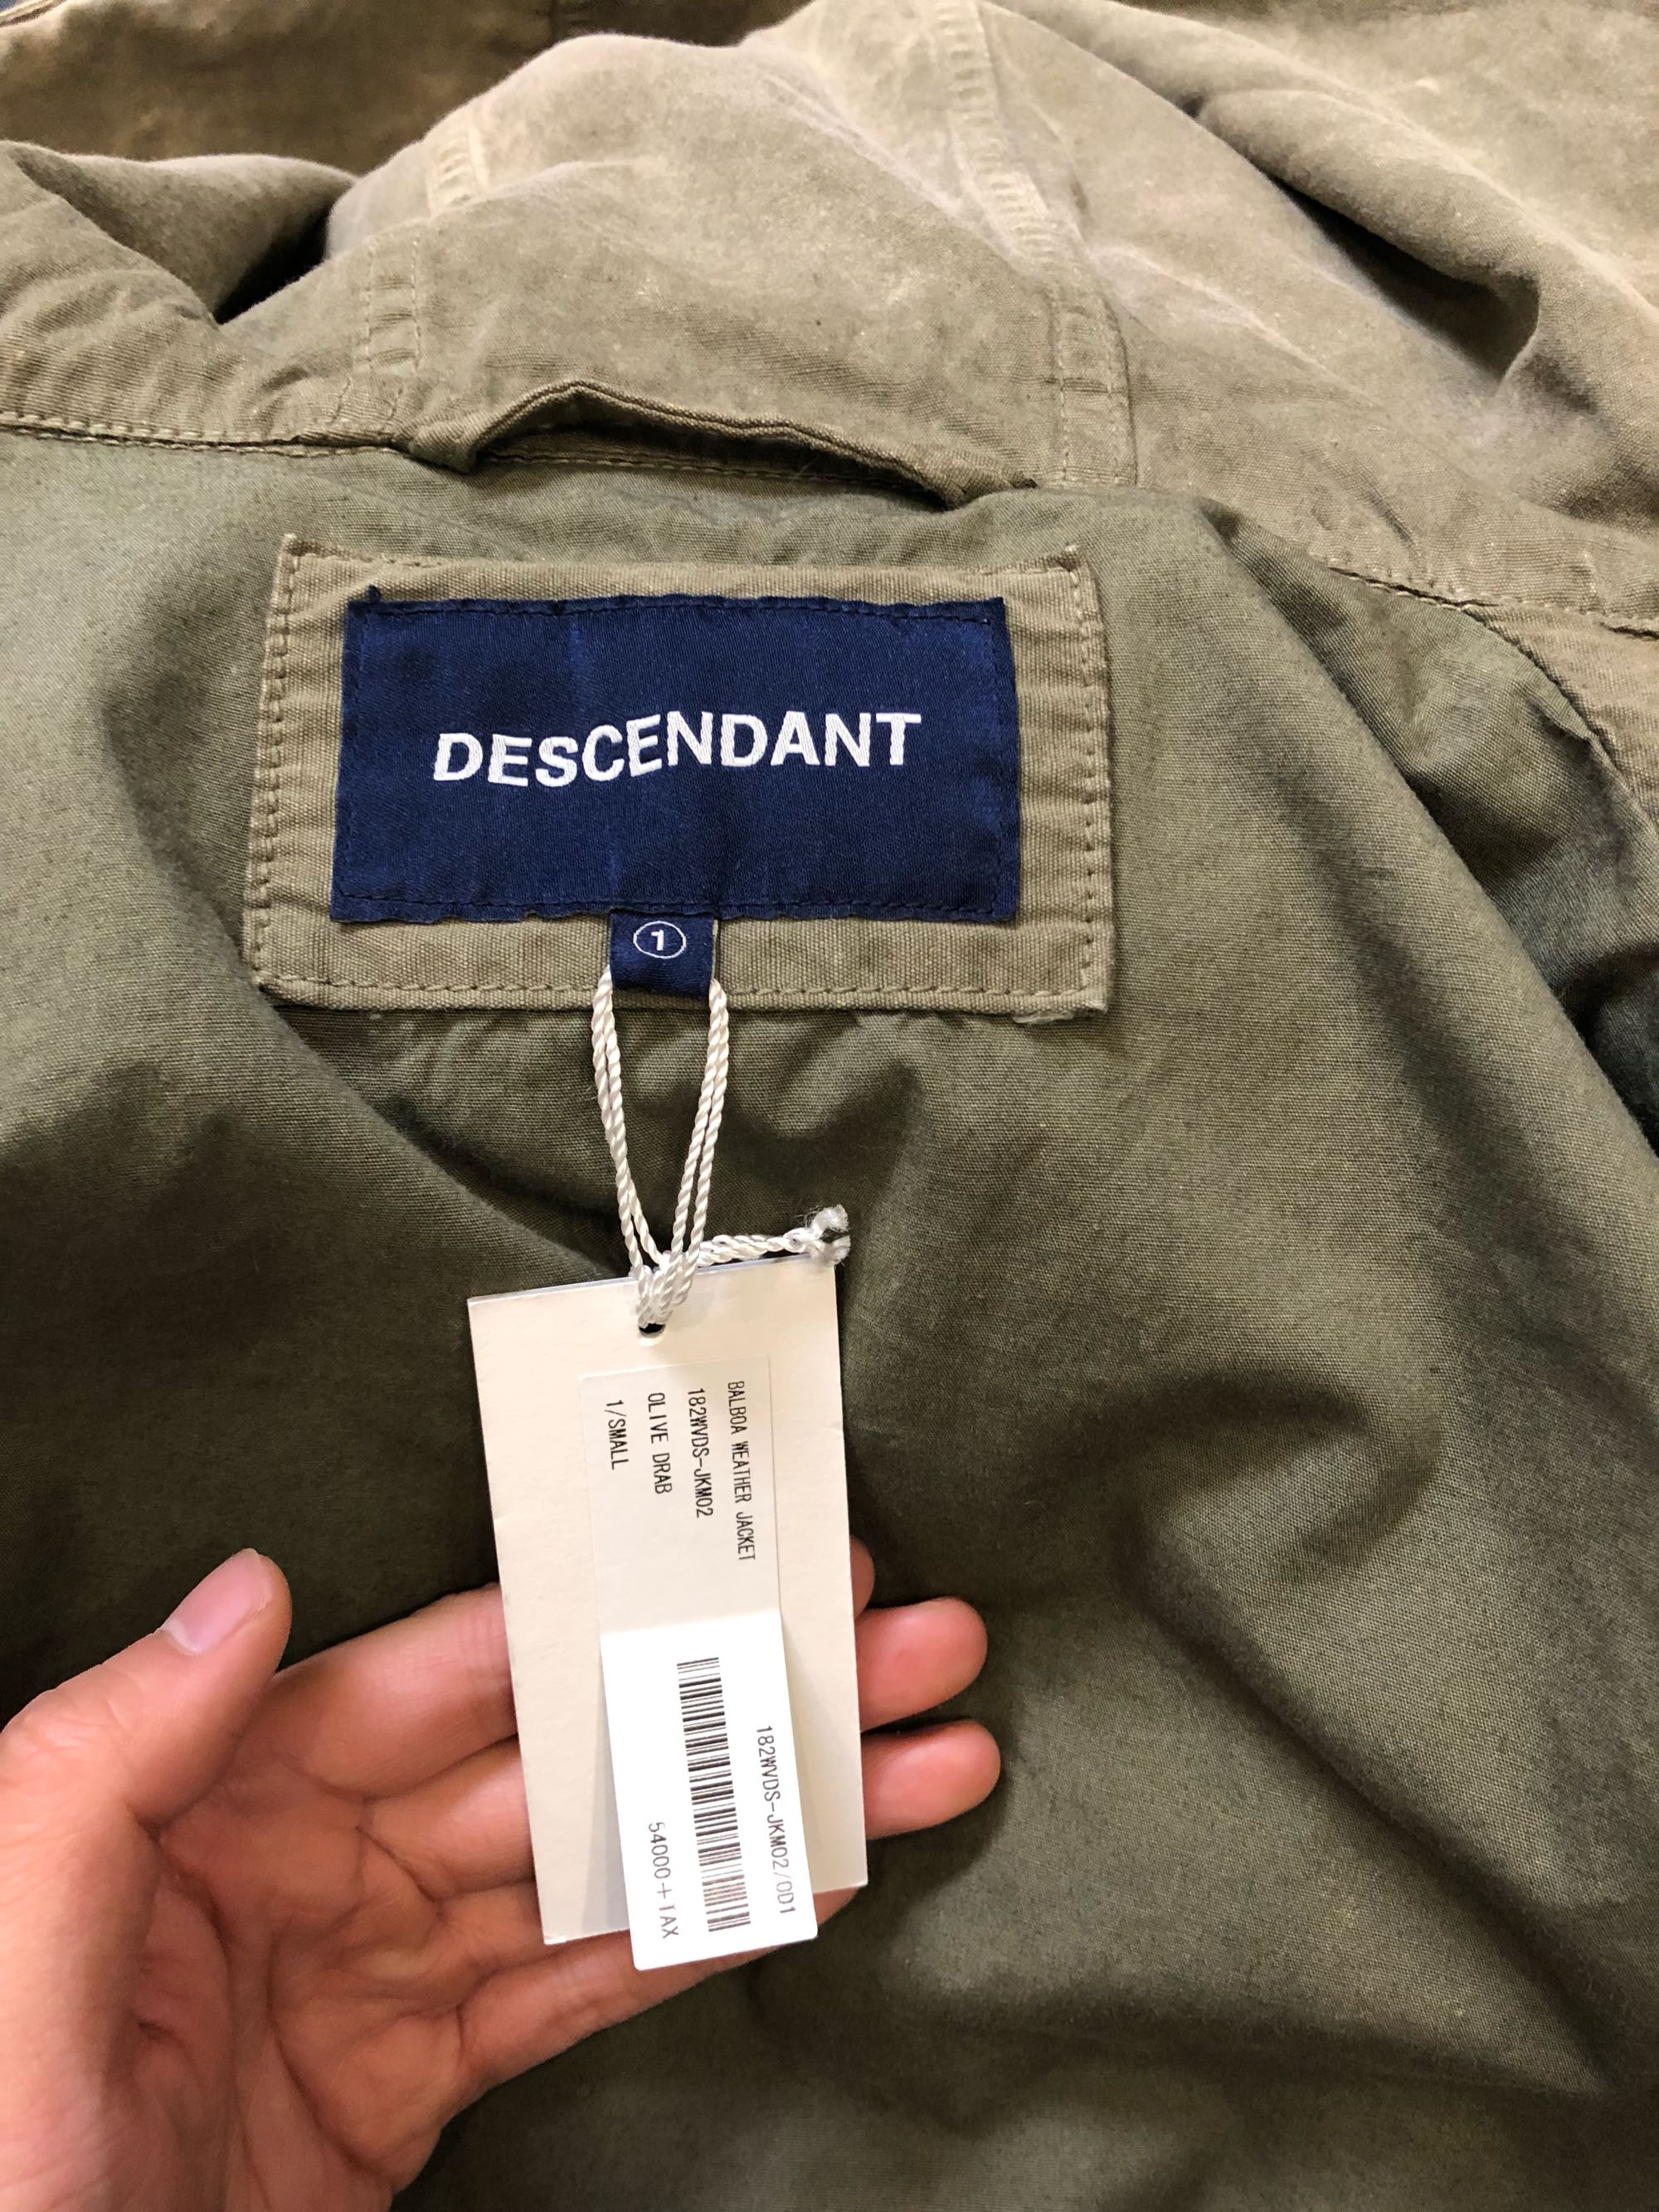 DESCENDANT
1
BALBOA WEATHER JACKET
182WVDS-JKM02
OLIVE DRAB
1/SMALL
182WVDS-JKM02/OD1
54000+TAX